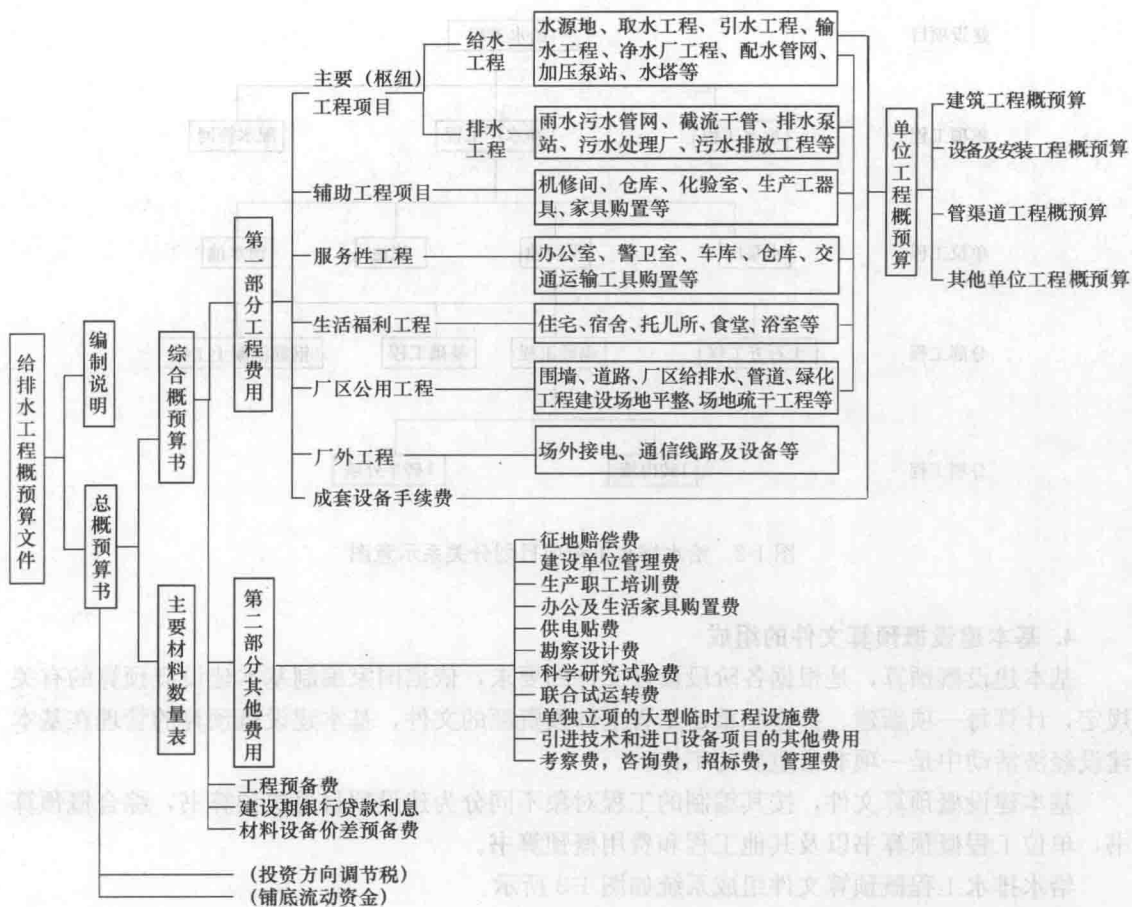 给排水工程概预算文件
编制说明
总概预算书
综合概预算书
主要材料数量表
第一部分工程费用
第二部分其他费用
主要（枢纽）
工程项目
给水
工程
水源地、取水工程、引水工程、输
水工程、净水厂工程、配水管网、
加压泵站、水塔等
排水
工程
雨水污水管网、截流干管、排水泵
站、污水处理厂、污水排放工程等
辅助工程项目
机修间、仓库、化验室、生产工器
具、家具购置等
服务性工程
办公室、警卫室、车库、仓库、交
通运输工具购置等
生活福利工程
住宅、宿舍、托儿所、食堂、浴室等
厂区公用工程
围墙、道路、厂区给排水、管道、绿化
工程建设场地平整、场地疏干工程等
厂外工程
场外接电、通信线路及设备等
成套设备手续费
单位工程概预算
建筑工程概预算
设备及安装工程概预算
管渠道工程概预算
其他单位工程概预算
征地赔偿费
建设单位管理费
生产职工培训费
办公及生活家具购置费
供电贴费
勘察设计费
科学研究试验费
联合试运转费
单独立项的大型临时工程设施费
引进技术和进口设备项目的其他费用
考察费，咨询费，招标费，管理费
工程预备费
建设期银行贷款利息
材料设备价差预备费
(投资方向调节税)
(铺底流动资金)